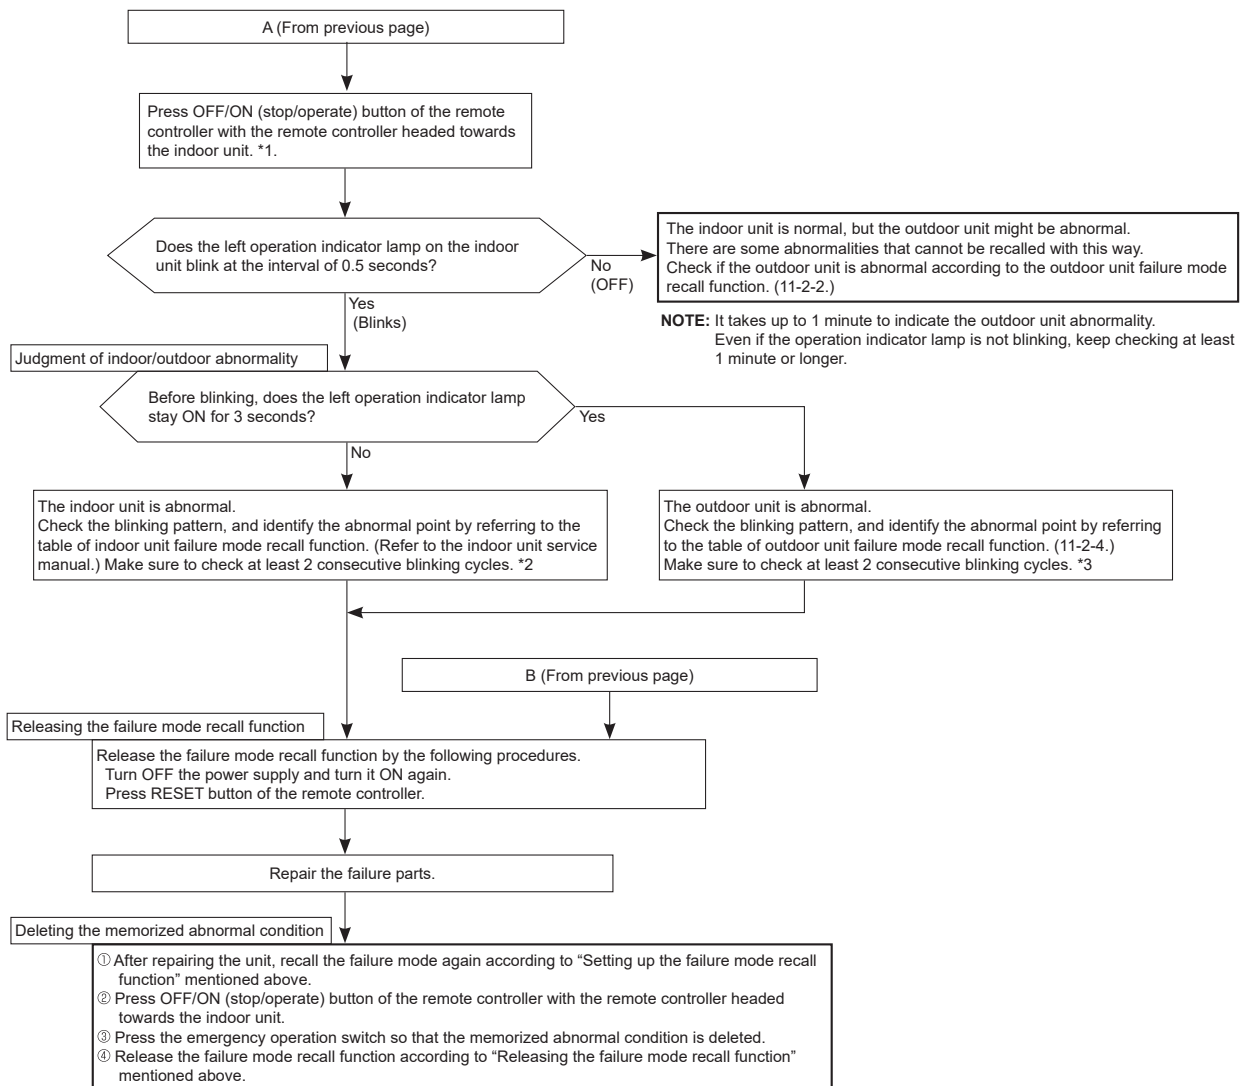 A (From previous page)
Press OFF/ON (stop/operate) button of the remote
controller with the remote controller headed towards
the indoor unit. *1.
Does the left operation indicator lamp on the indoor
unit blink at the interval of 0.5 seconds?
No
(OFF)
The indoor unit is normal, but the outdoor unit might be abnormal.
There are some abnormalities that cannot be recalled with this way.
Check if the outdoor unit is abnormal according to the outdoor unit failure mode
recall function. (11-2-2.)
NOTE: It takes up to 1 minute to indicate the outdoor unit abnormality.
Even if the operation indicator lamp is not blinking, keep checking at least
1 minute or longer.
Yes
(Blinks)
Judgment of indoor/outdoor abnormality
Before blinking, does the left operation indicator lamp
stay ON for 3 seconds?
Yes
No
The indoor unit is abnormal.
Check the blinking pattern, and identify the abnormal point by referring to the
table of indoor unit failure mode recall function. (Refer to the indoor unit service
manual.) Make sure to check at least 2 consecutive blinking cycles. *2
The outdoor unit is abnormal.
Check the blinking pattern, and identify the abnormal point by referring
to the table of outdoor unit failure mode recall function. (11-2-4.)
Make sure to check at least 2 consecutive blinking cycles. *3
B (From previous page)
Releasing the failure mode recall function
Release the failure mode recall function by the following procedures.
Turn OFF the power supply and turn it ON again.
Press RESET button of the remote controller.
Repair the failure parts.
Deleting the memorized abnormal condition
① After repairing the unit, recall the failure mode again according to “Setting up the failure mode recall
function” mentioned above.
② Press OFF/ON (stop/operate) button of the remote controller with the remote controller headed
towards the indoor unit.
③ Press the emergency operation switch so that the memorized abnormal condition is deleted.
④ Release the failure mode recall function according to “Releasing the failure mode recall function”
mentioned above.